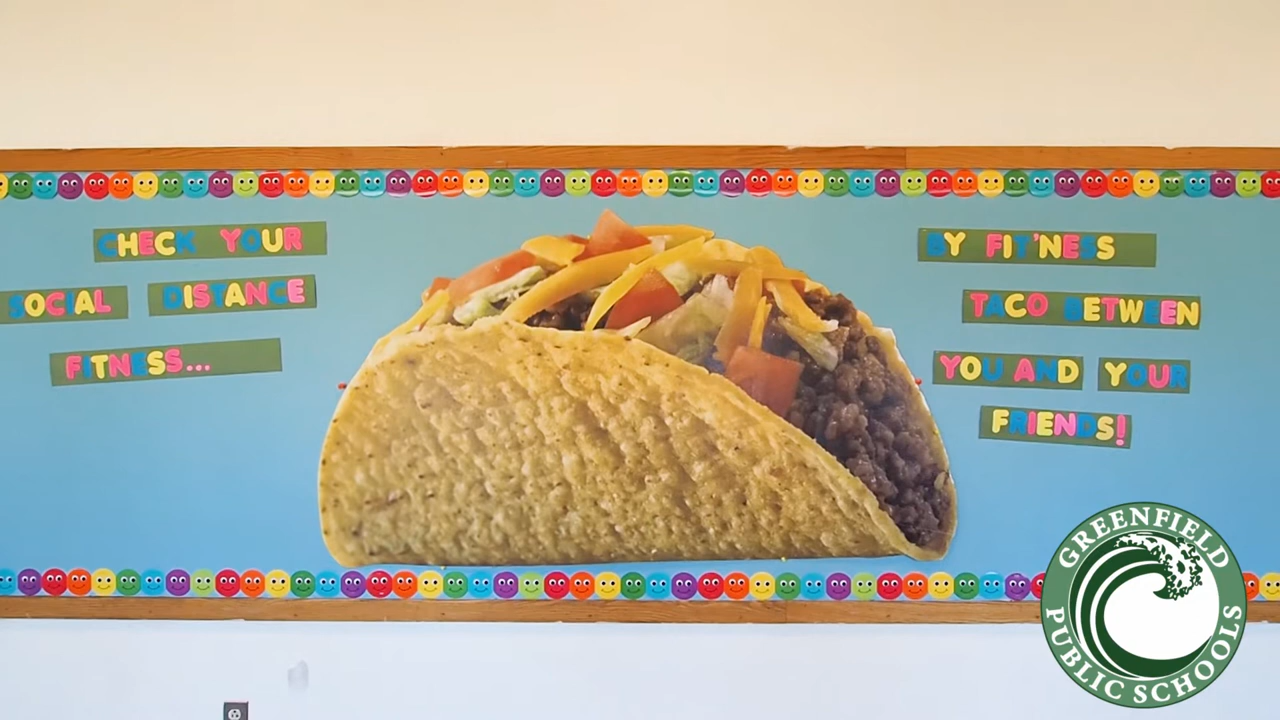 CHECK YOUR
SOCIAL DISTANCE
FITNESS...
BY FIT'NESS
TACO BETWEEN
YOU AND YOUR
FRIENDS!
GREENFIELD
PUBLIC SCHOOLS